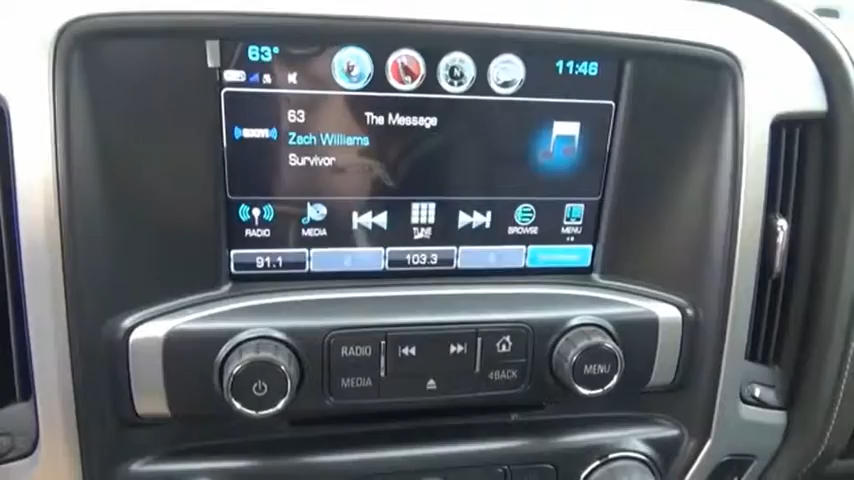 63°
11:46
N
63
The Message
((SXM))
Zach Williams
Survivor
RADIO
MEDIA
TUNE
BROWSE
MENU
91.1
103.3
RADIO
MEDIA
BACK
MENU